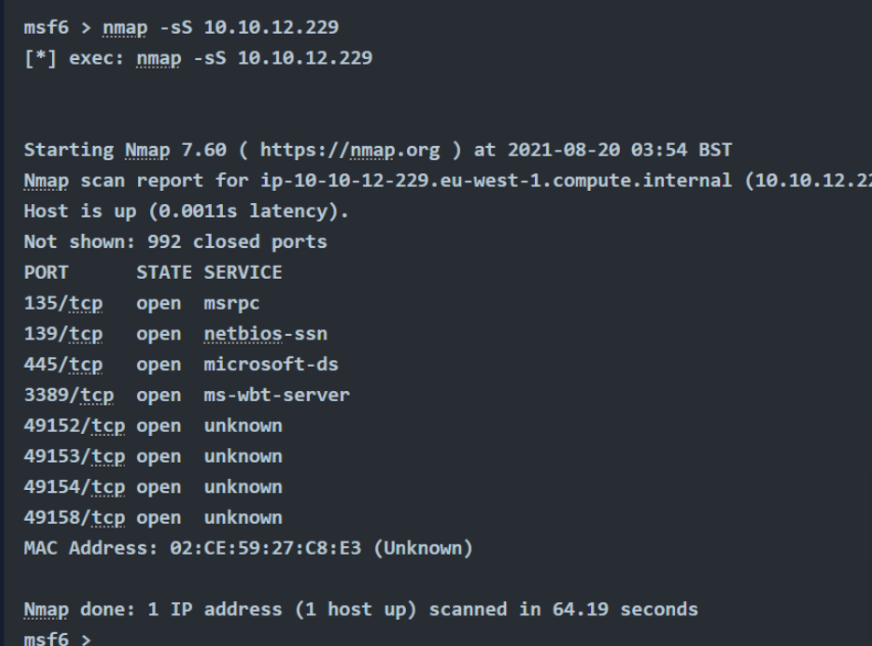 msf6 > nmap -sS 10.10.12.229
[*] exec: nmap -sS 10.10.12.229
Starting Nmap 7.60 ( https://nmap.org ) at 2021-08-20 03:54 BST
Nmap scan report for ip-10-10-12-229.eu-west-1.compute.internal (10.10.12.22
Host is up (0.0011s latency).
Not shown: 992 closed ports
PORT      STATE SERVICE
135/tcp   open  msrpc
139/tcp   open  netbios-ssn
445/tcp   open  microsoft-ds
3389/tcp  open  ms-wbt-server
49152/tcp open  unknown
49153/tcp open  unknown
49154/tcp open  unknown
49158/tcp open  unknown
MAC Address: 02:CE:59:27:C8:E3 (Unknown)
Nmap done: 1 IP address (1 host up) scanned in 64.19 seconds
msf6 >